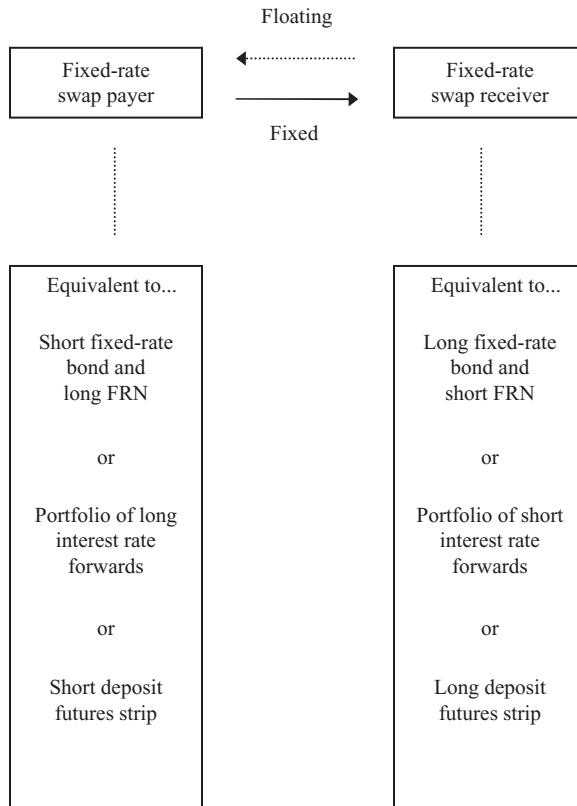 Floating
Fixed-rate
swap payer
Fixed-rate
swap receiver
Fixed
Equivalent to...
Short fixed-rate
bond and
long FRN
or
Portfolio of long
interest rate
forwards
or
Short deposit
futures strip
Equivalent to...
Long fixed-rate
bond and
short FRN
or
Portfolio of short
interest rate
forwards
or
Long deposit
futures strip